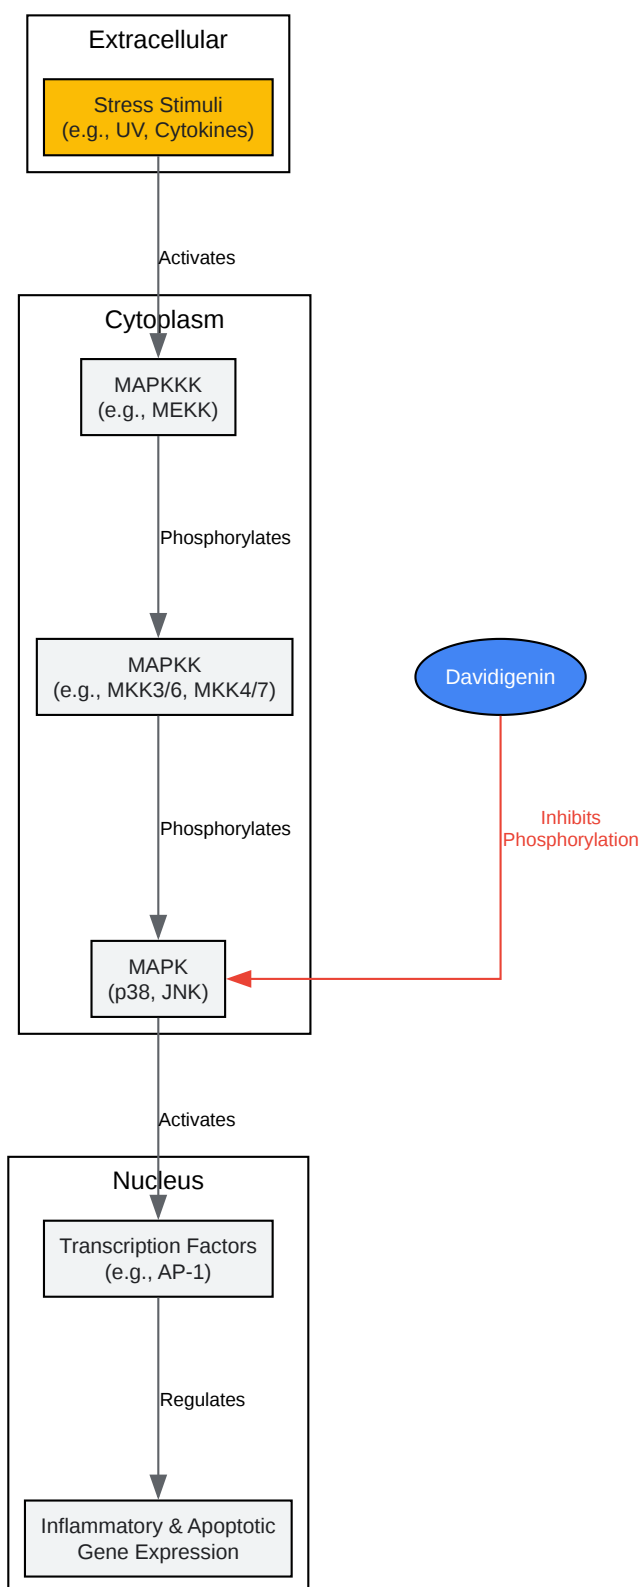 Extracellular
Stress Stimuli
(e.g., UV, Cytokines)
Activates
Cytoplasm
MAPKKK
(e.g., MEKK)
Phosphorylates
MAPKK
(e.g., MKK3/6, MKK4/7)
Davidigenin
Phosphorylates
Inhibits
Phosphorylation
MAPK
(p38, JNK)
Activates
Nucleus
Transcription Factors
(e.g., AP-1)
Regulates
Inflammatory & Apoptotic
Gene Expression